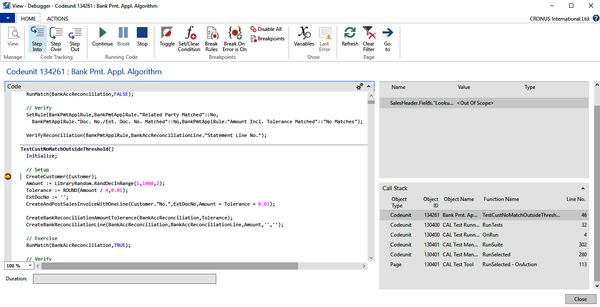 View - Debugger - Codeunit 134261 : Bank Pmt. Appl. Algorithm
HOME ACTIONS
CRONUS International Ltd.
View
Step Into
Step Over
Step Out
Continue
Break
Stop
Toggle
Set/Clear Condition
Break Rules
Break On Error is On
Disable All
Breakpoints
Variables
Last Error
Refresh
Clear Filter
Go to
Manage
Code Tracking
Running Code
Breakpoints
Show
Page
Codeunit 134261 : Bank Pmt. Appl. Algorithm
Code
RunMatch(BankAccReconciliation,FALSE);
// Verify
SetRule(BankPmtApplRule,BankPmtApplRule."Related Party Matched"::No,
BankPmtApplRule."Doc. No./Ext. Doc. No. Matched"::No,BankPmtApplRule."Amount Incl. Tolerance Matched"::"No Matches");
VerifyReconciliation(BankPmtApplRule,BankAccReconciliationLine."Statement Line No.");
TestCustNoMatchOutsideThreshold()
Initialize;
// Setup
CreateCustomer(Customer);
Amount := LibraryRandom.RandDecInRange(1,1000,2);
Tolerance := ROUND(Amount / 4,0.01);
ExtDocNo := '';
CreateAndPostSalesInvoiceWithOneLine(Customer."No.",ExtDocNo,Amount + Tolerance + 0.01);
CreateBankReconciliationAmountTolerance(BankAccReconciliation,Tolerance);
CreateBankReconciliationLine(BankAccReconciliation,BankAccReconciliationLine,Amount,'','');
// Exercise
RunMatch(BankAccReconciliation,TRUE);
// Verify
100 %
Duration:
Name Value Type
SalesHeader.Fields."Looku... <Out Of Scope>
Call Stack
Object Type Object ID Object Name Function Name Line No.
Codeunit 134261 Bank Pmt. Ap... TestCustNoMatchOutsideThresh... 46
Codeunit 130400 CAL Test Runn... RunTests 32
Codeunit 130400 CAL Test Runn... OnRun 4
Codeunit 130401 CAL Test Man... RunSuite 302
Codeunit 130401 CAL Test Man... RunSelected 280
Page 130401 CAL Test Tool RunSelected - OnAction 113
Close